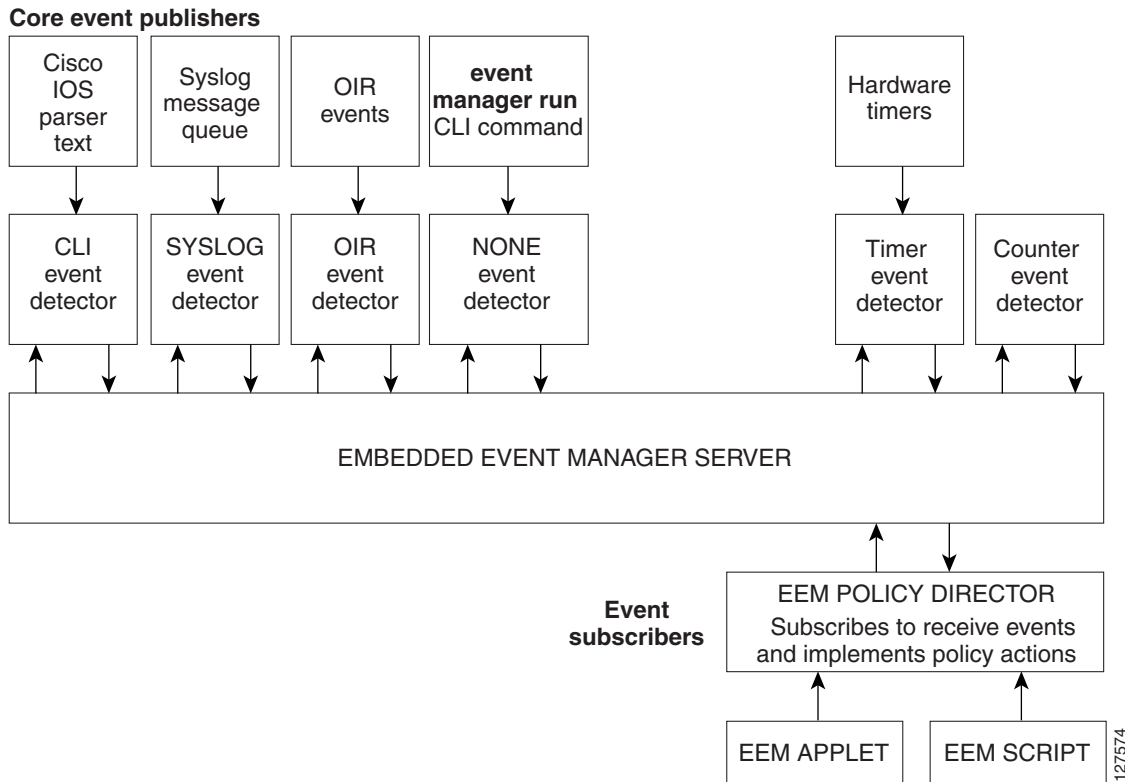 Core event publishers
Cisco
IOS
parser
text
Syslog
message
queue
OIR
events
event
manager run
CLI command
Hardware
timers
CLI
event
detector
SYSLOG
event
detector
OIR
event
detector
NONE
event
detector
Timer
event
detector
Counter
event
detector
EMBEDDED EVENT MANAGER SERVER
Event
subscribers
EEM POLICY DIRECTOR
Subscribes to receive events
and implements policy actions
EEM APPLET
EEM SCRIPT
127574